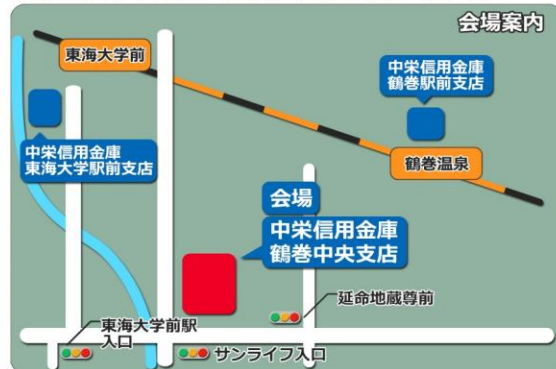 会場案内
東海大学前
中栄信用金庫
鶴巻駅前支店
中栄信用金庫
東海大学駅前支店
鶴巻温泉
会場
中栄信用金庫
鶴巻中央支店
延命地蔵尊前
東海大学前駅
入口
サンライフ入口